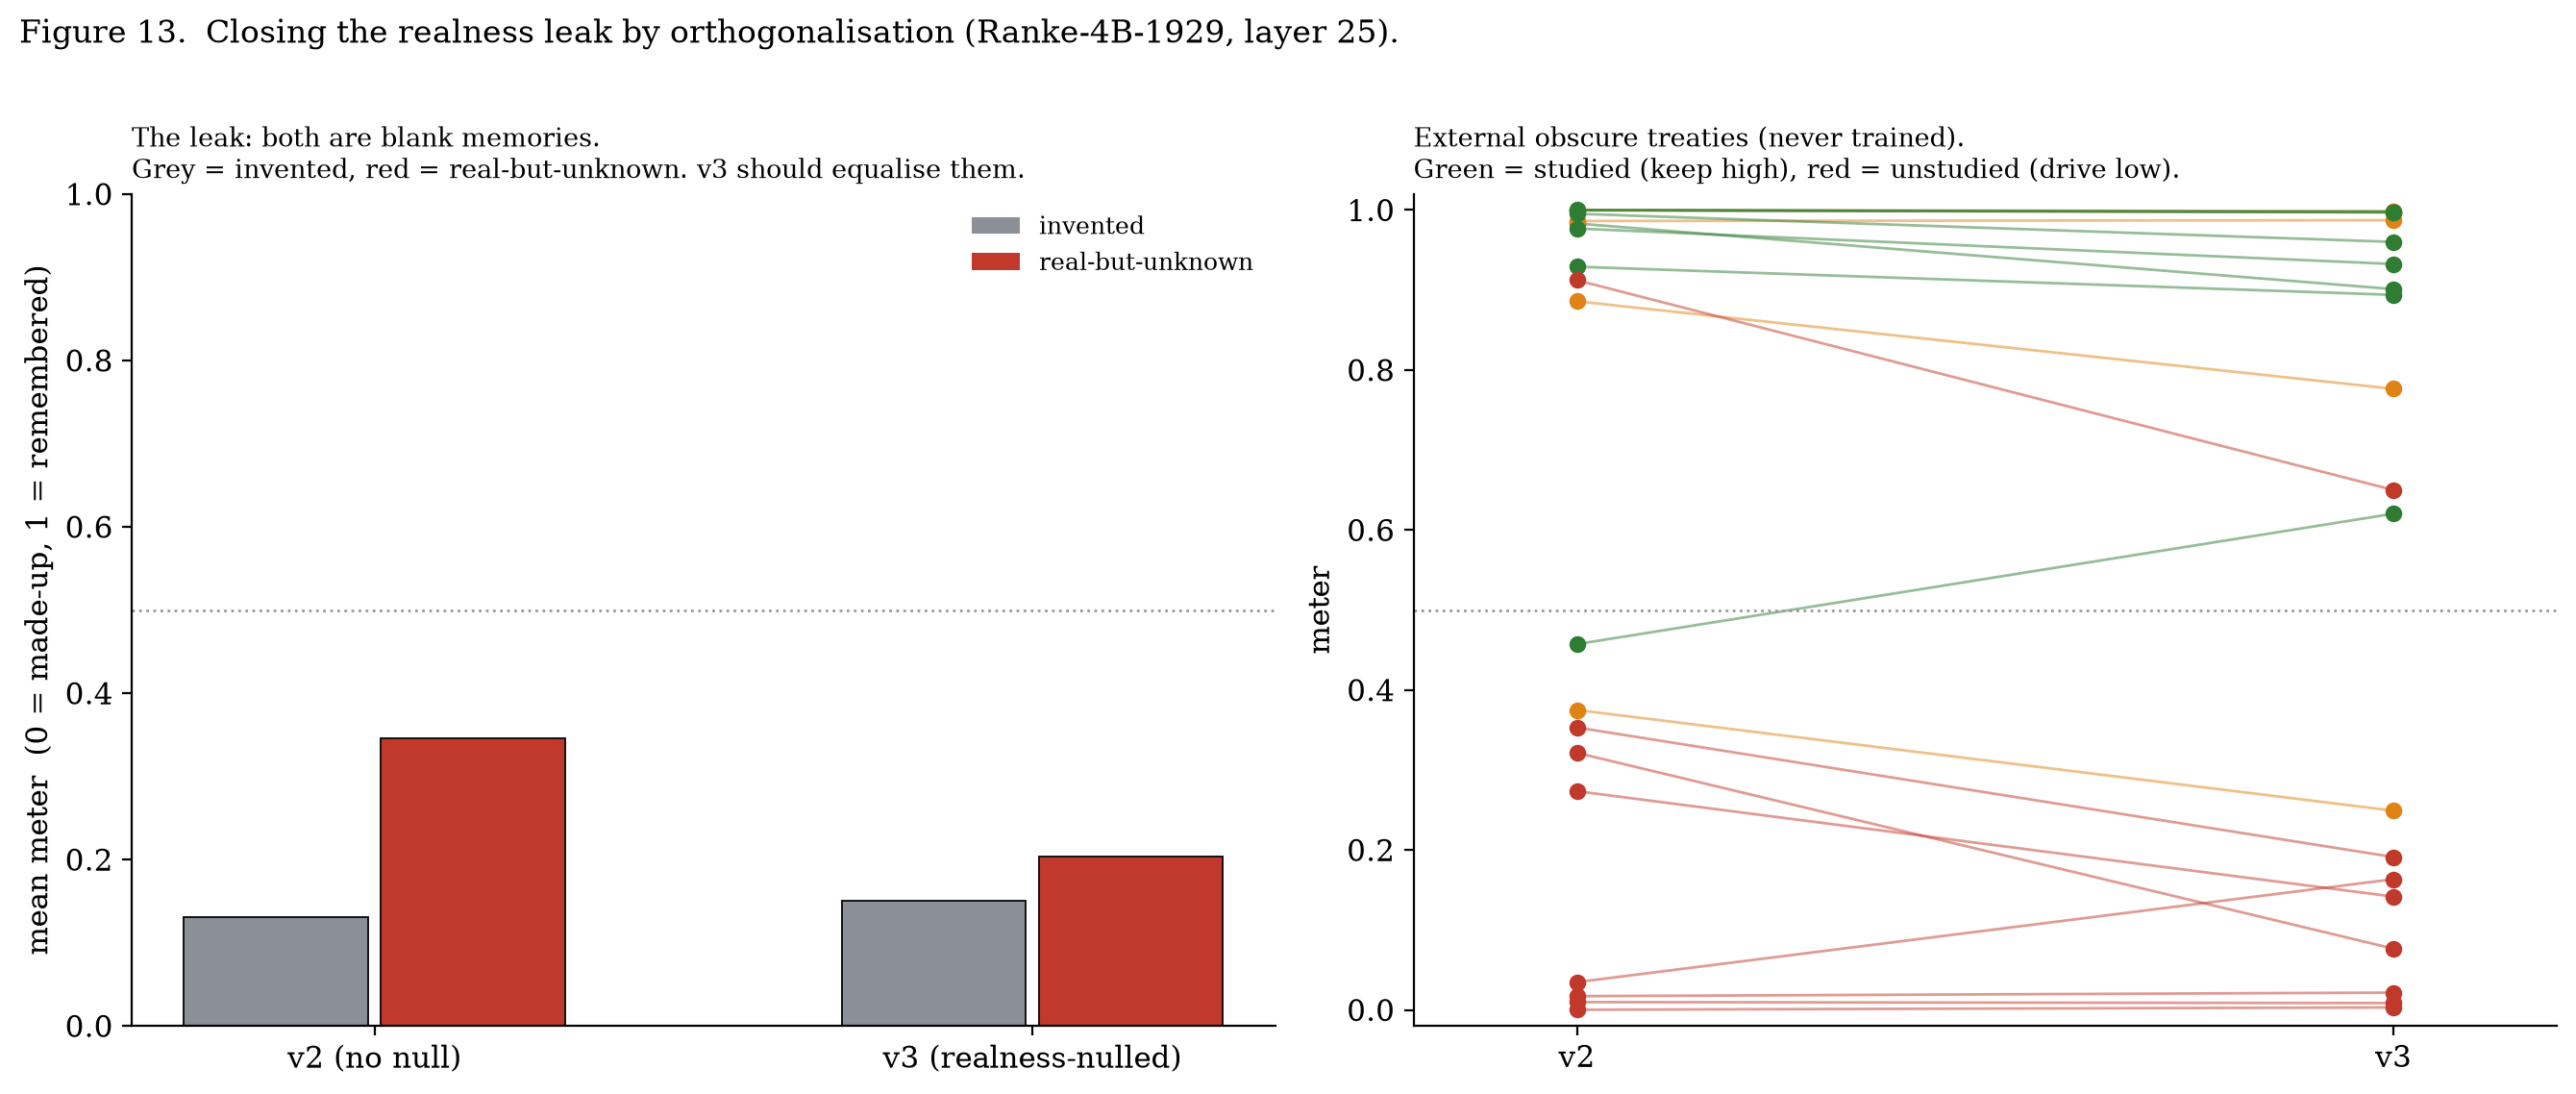 Figure 13.  Closing the realness leak by orthogonalisation (Ranke-4B-1929, layer 25).
The leak: both are blank memories.
Grey = invented, red = real-but-unknown. v3 should equalise them.
mean meter  (0 = made-up, 1 = remembered)
1.0
0.8
0.6
0.4
0.2
0.0
invented
real-but-unknown
v2 (no null)
v3 (realness-nulled)
External obscure treaties (never trained).
Green = studied (keep high), red = unstudied (drive low).
meter
1.0
0.8
0.6
0.4
0.2
0.0
v2
v3